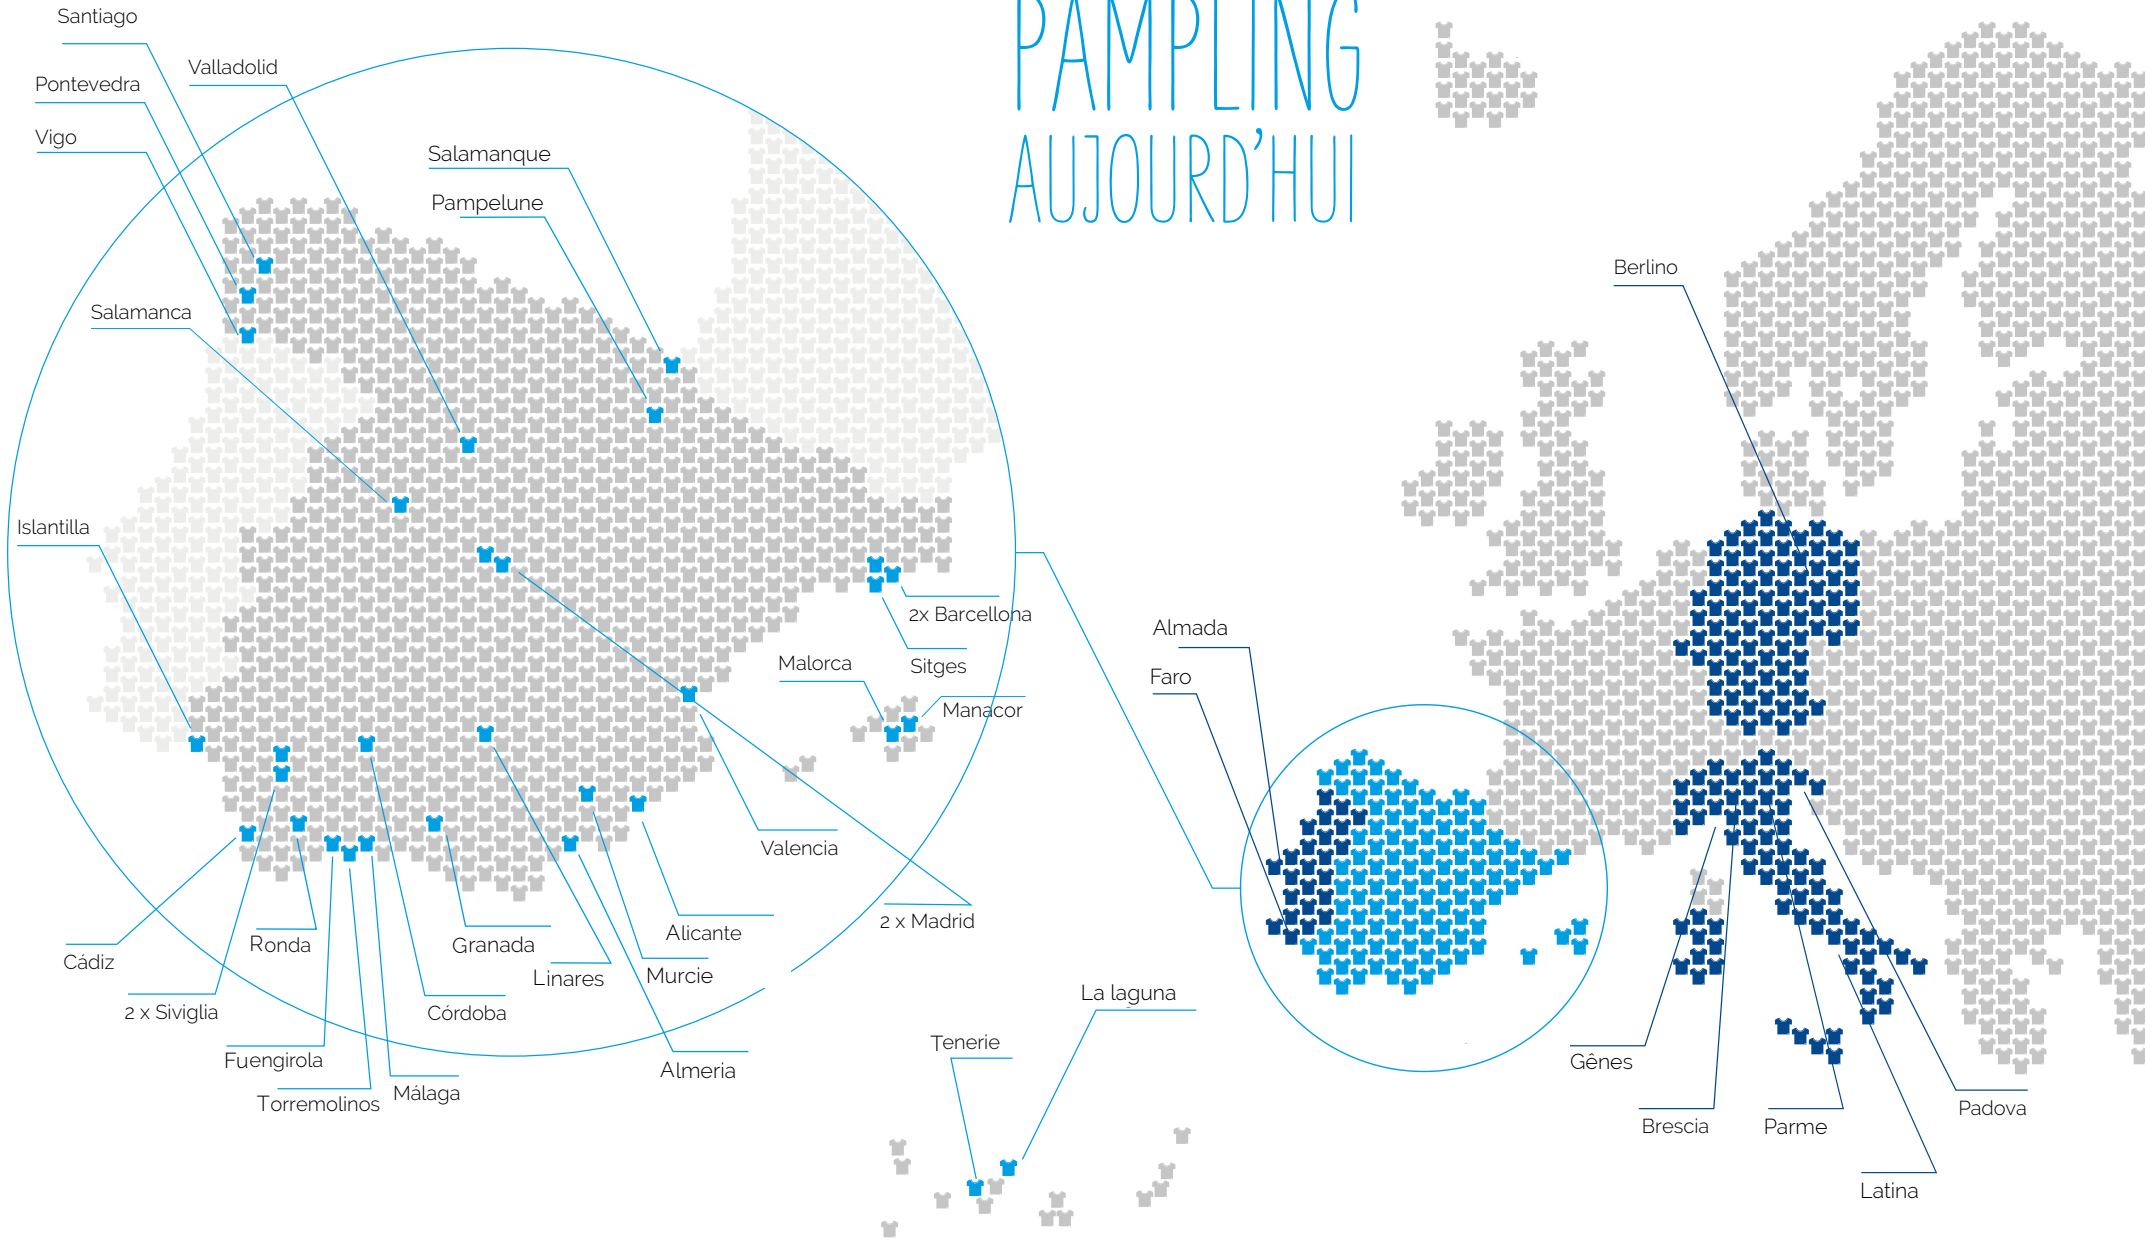 PAMPLING
AUJOURD'HUI
Santiago
Pontevedra
Valladolid
Vigo
Salamanque
Pampelune
Salamanca
Islantilla
2x Barcellona
Sitges
Malorca
Manacor
Valencia
2 x Madrid
Alicante
Murcie
Linares
Granada
Ronda
Cádiz
2 x Siviglia
Córdoba
Fuengirola
Torremolinos
Málaga
Almeria
Tenerie
La laguna
Berlino
Almada
Faro
Gênes
Brescia
Parme
Padova
Latina